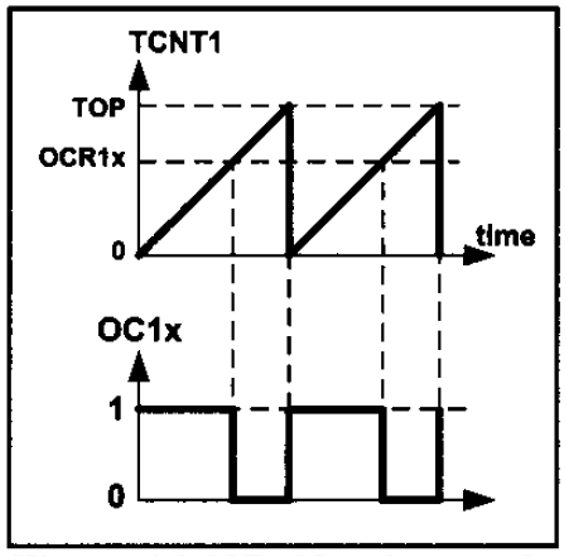 TCNT1
TOP
OCR1x
0
time
OC1x
1
0